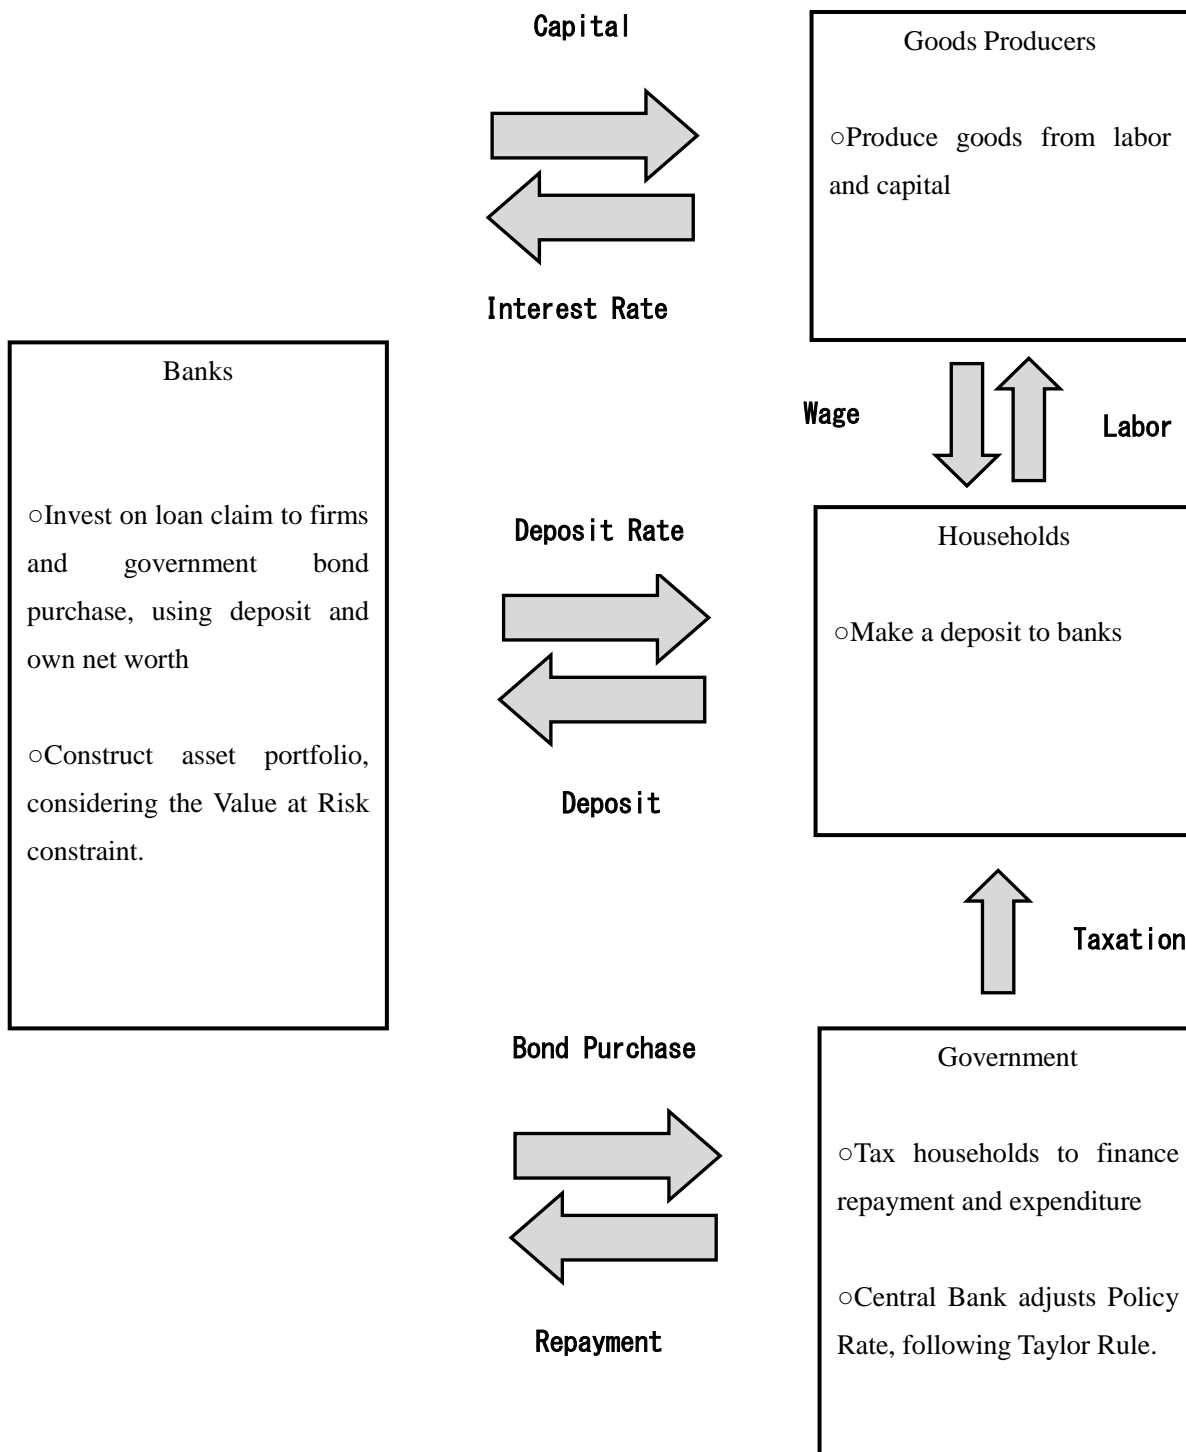 Capital
Goods Producers
○Produce goods from labor
and capital
Interest Rate
Banks
○Invest on loan claim to firms
and government bond
purchase, using deposit and
own net worth
○Construct asset portfolio,
considering the Value at Risk
constraint.
Wage
Labor
Deposit Rate
Households
○Make a deposit to banks
Deposit
Taxation
Bond Purchase
Government
○Tax households to finance
repayment and expenditure
○Central Bank adjusts Policy
Rate, following Taylor Rule.
Repayment